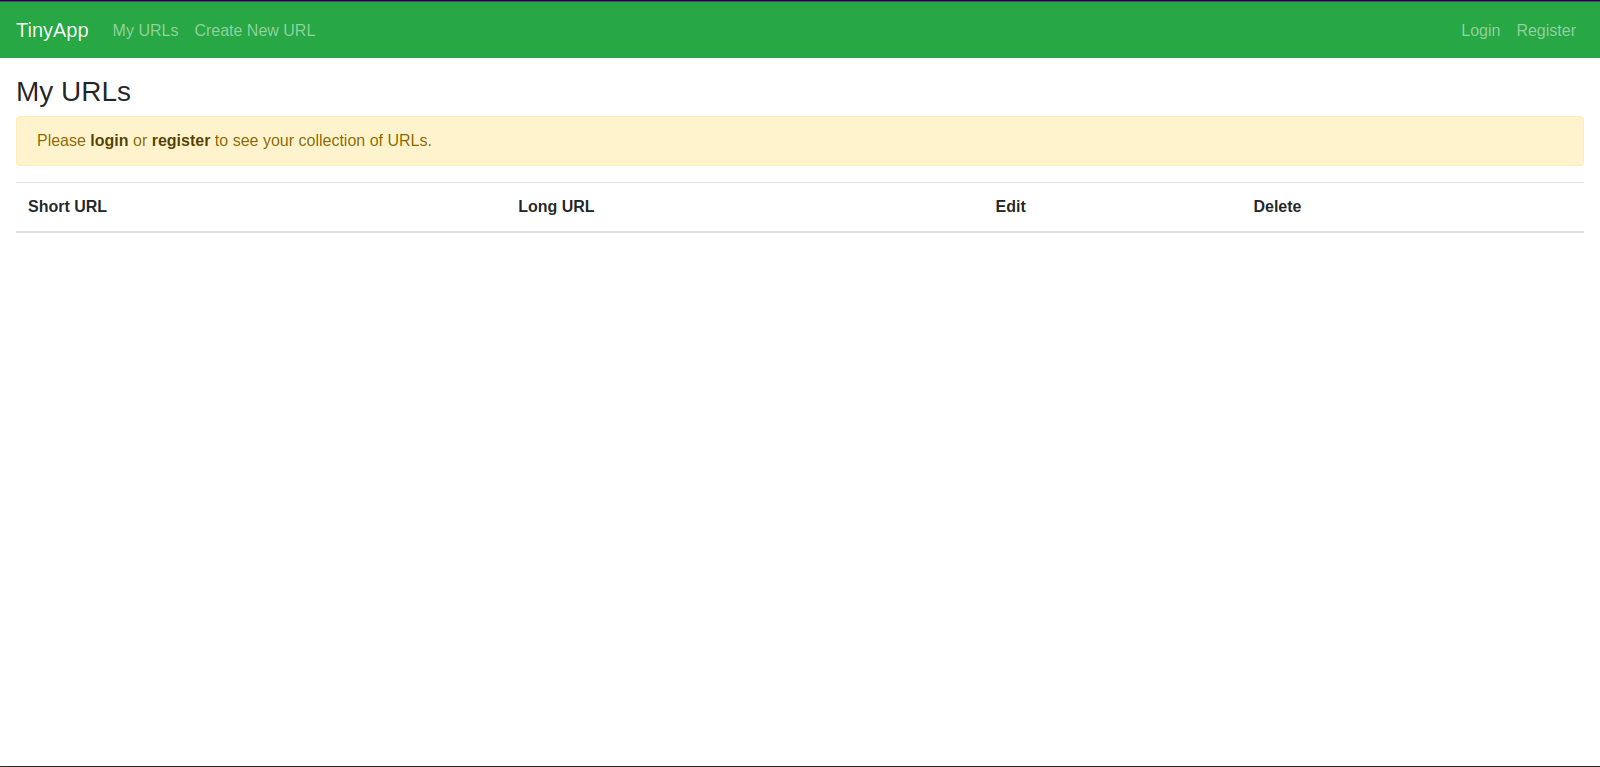 TinyApp My URLs Create New URL Login Register
My URLs
Please login or register to see your collection of URLs.
Short URL Long URL Edit Delete